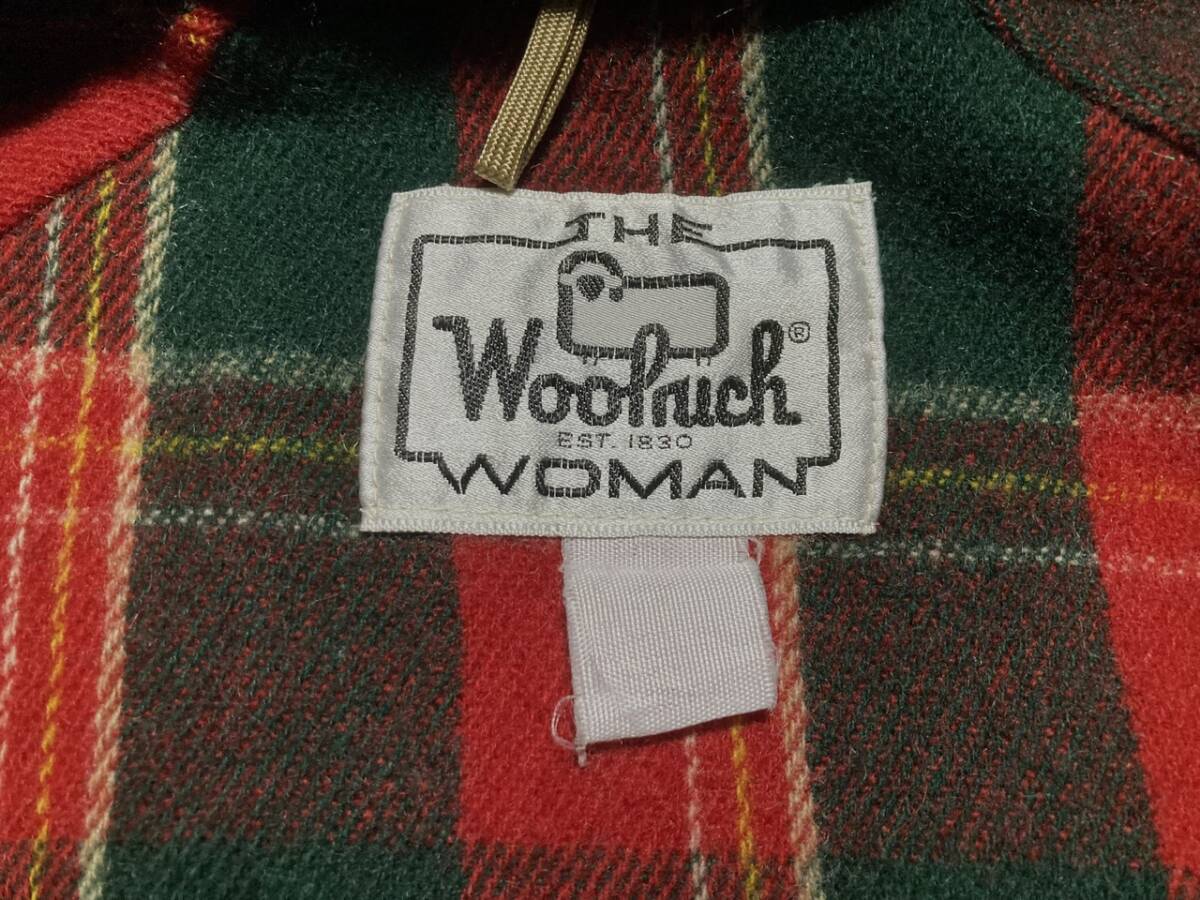 THE
Woolrich®
EST. 1830
WOMAN